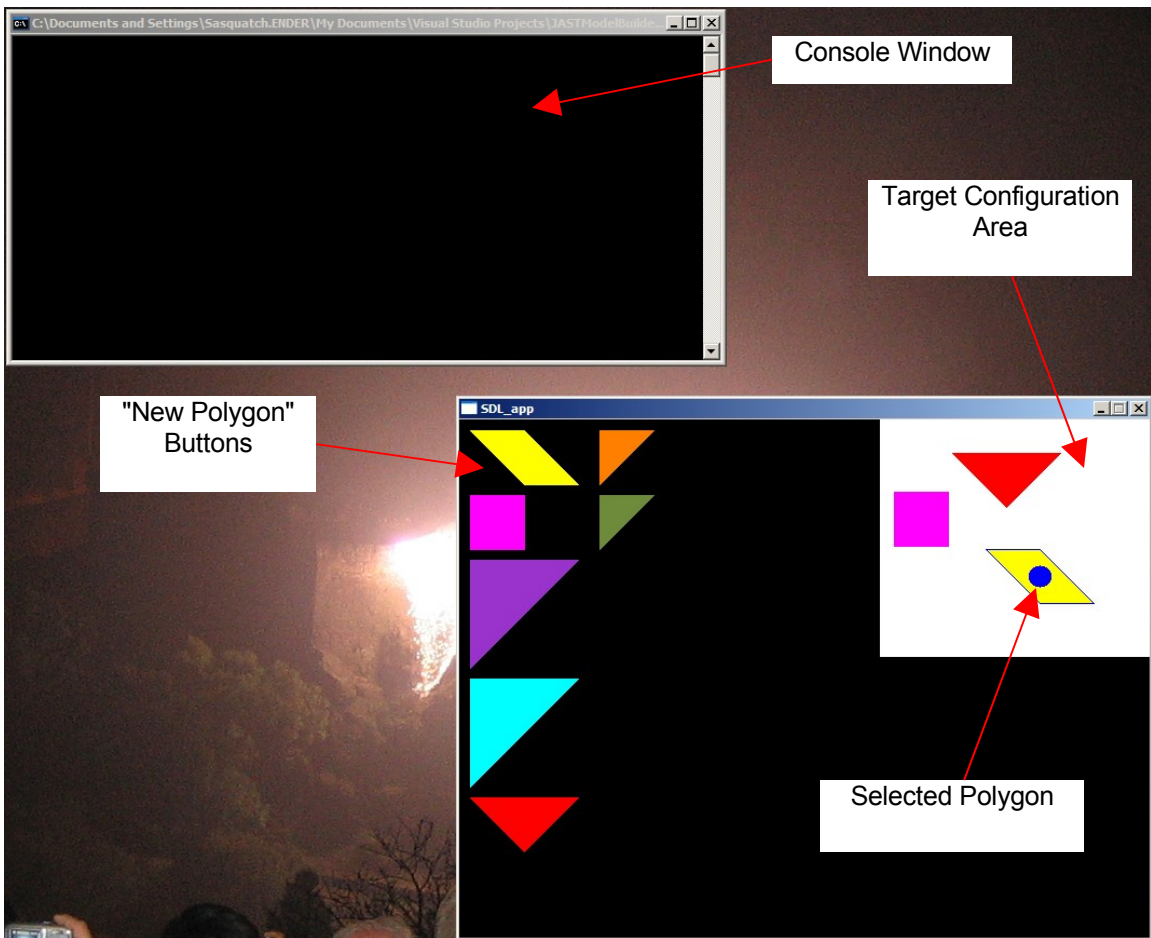 C:\Documents and Settings\Sasquatch.ENDER\My Documents\Visual Studio Projects\JASTModelBuilde...
Console Window
Target Configuration
Area
"New Polygon"
Buttons
SDL_app
Selected Polygon